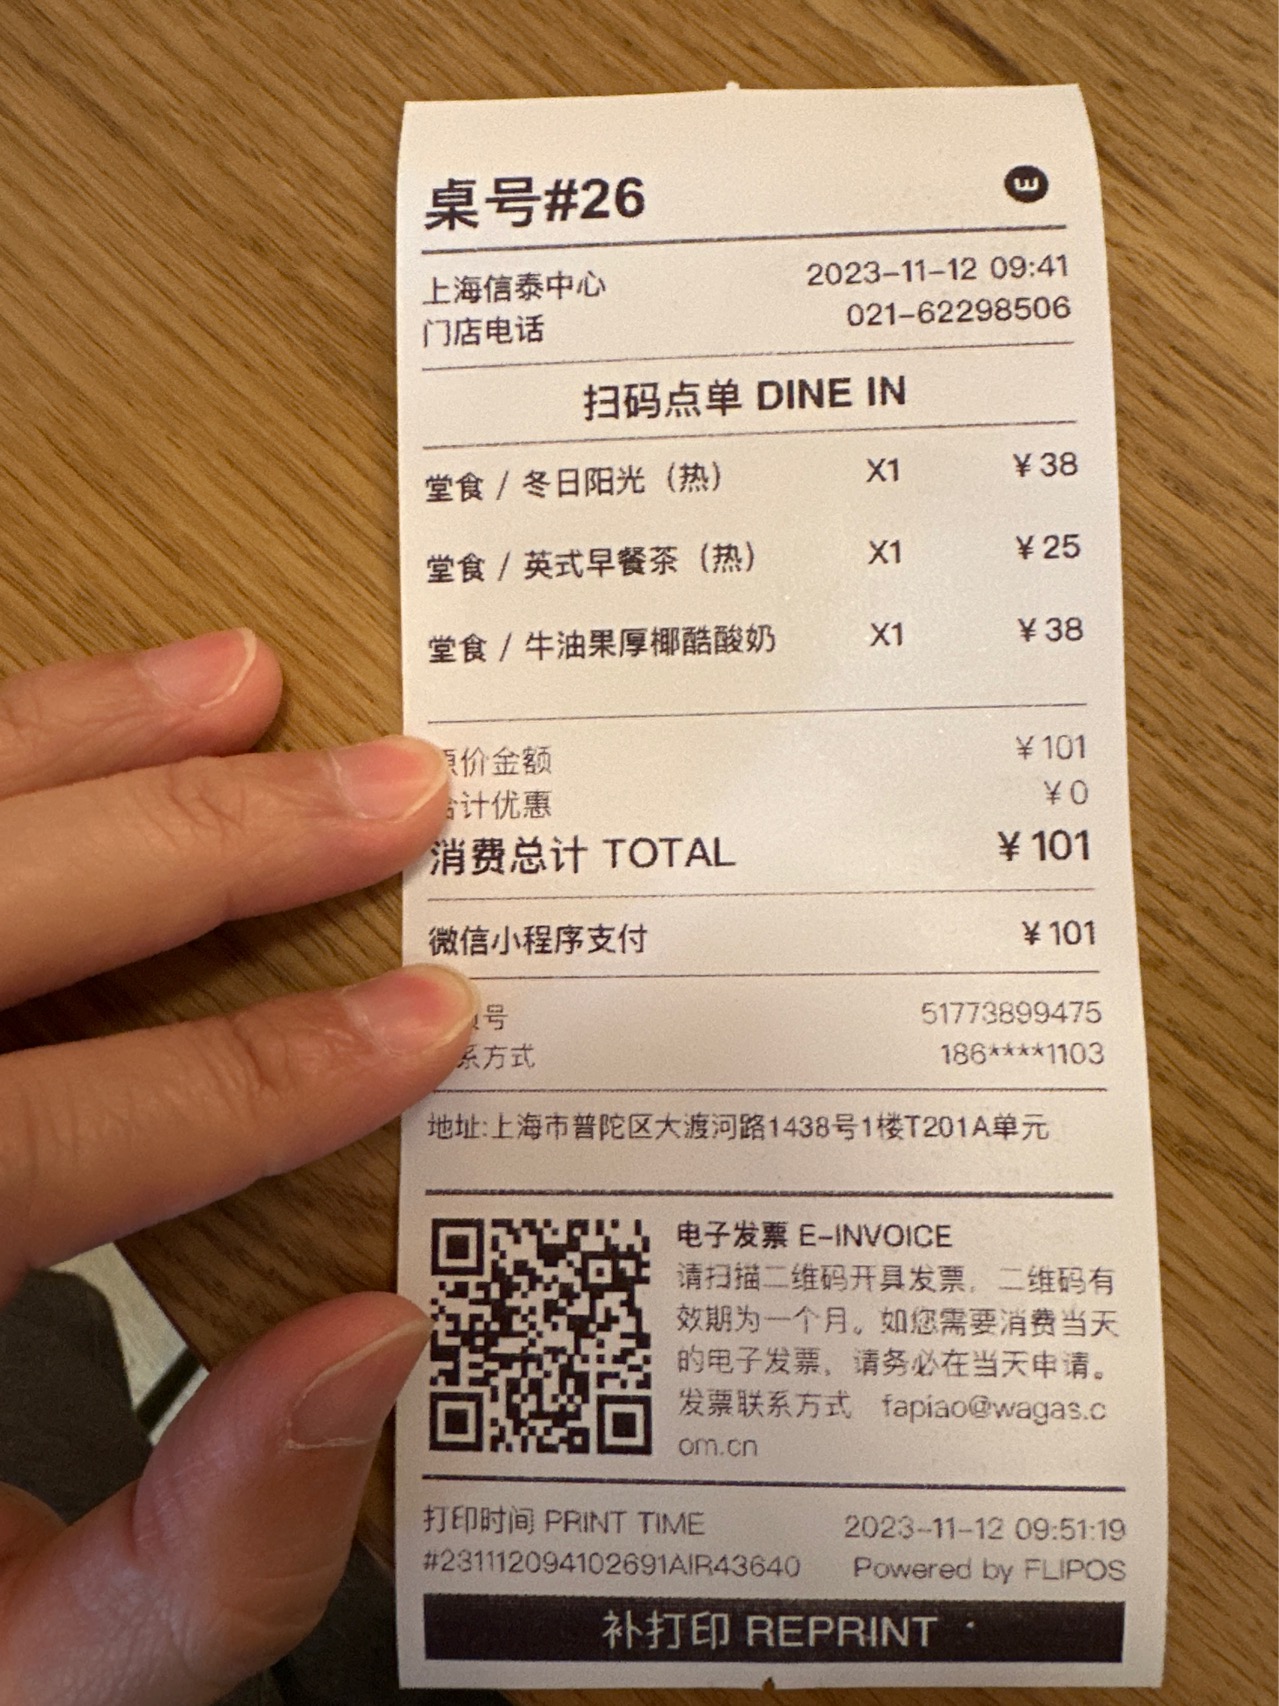 桌号#26
上海信泰中心 2023-11-12 09:41
门店电话 021-62298506
扫码点单 DINE IN
堂食 / 冬日阳光（热） X1 ¥38
堂食 / 英式早餐茶（热） X1 ¥25
堂食 / 牛油果厚椰酪酸奶 X1 ¥38
价金额 ¥101
计优惠 ¥0
消费总计 TOTAL ¥101
微信小程序支付 ¥101
号 51773899475
系方式 186****1103
地址:上海市普陀区大渡河路1438号1楼T201A单元
电子发票 E-INVOICE
请扫描二维码开具发票，二维码有
效期为一个月。如您需要消费当天
的电子发票，请务必在当天申请。
发票联系方式 fapiao@wagas.c
om.cn
打印时间 PRINT TIME 2023-11-12 09:51:19
#231112094102691AIR43640 Powered by FLIPOS
补打印 REPRINT